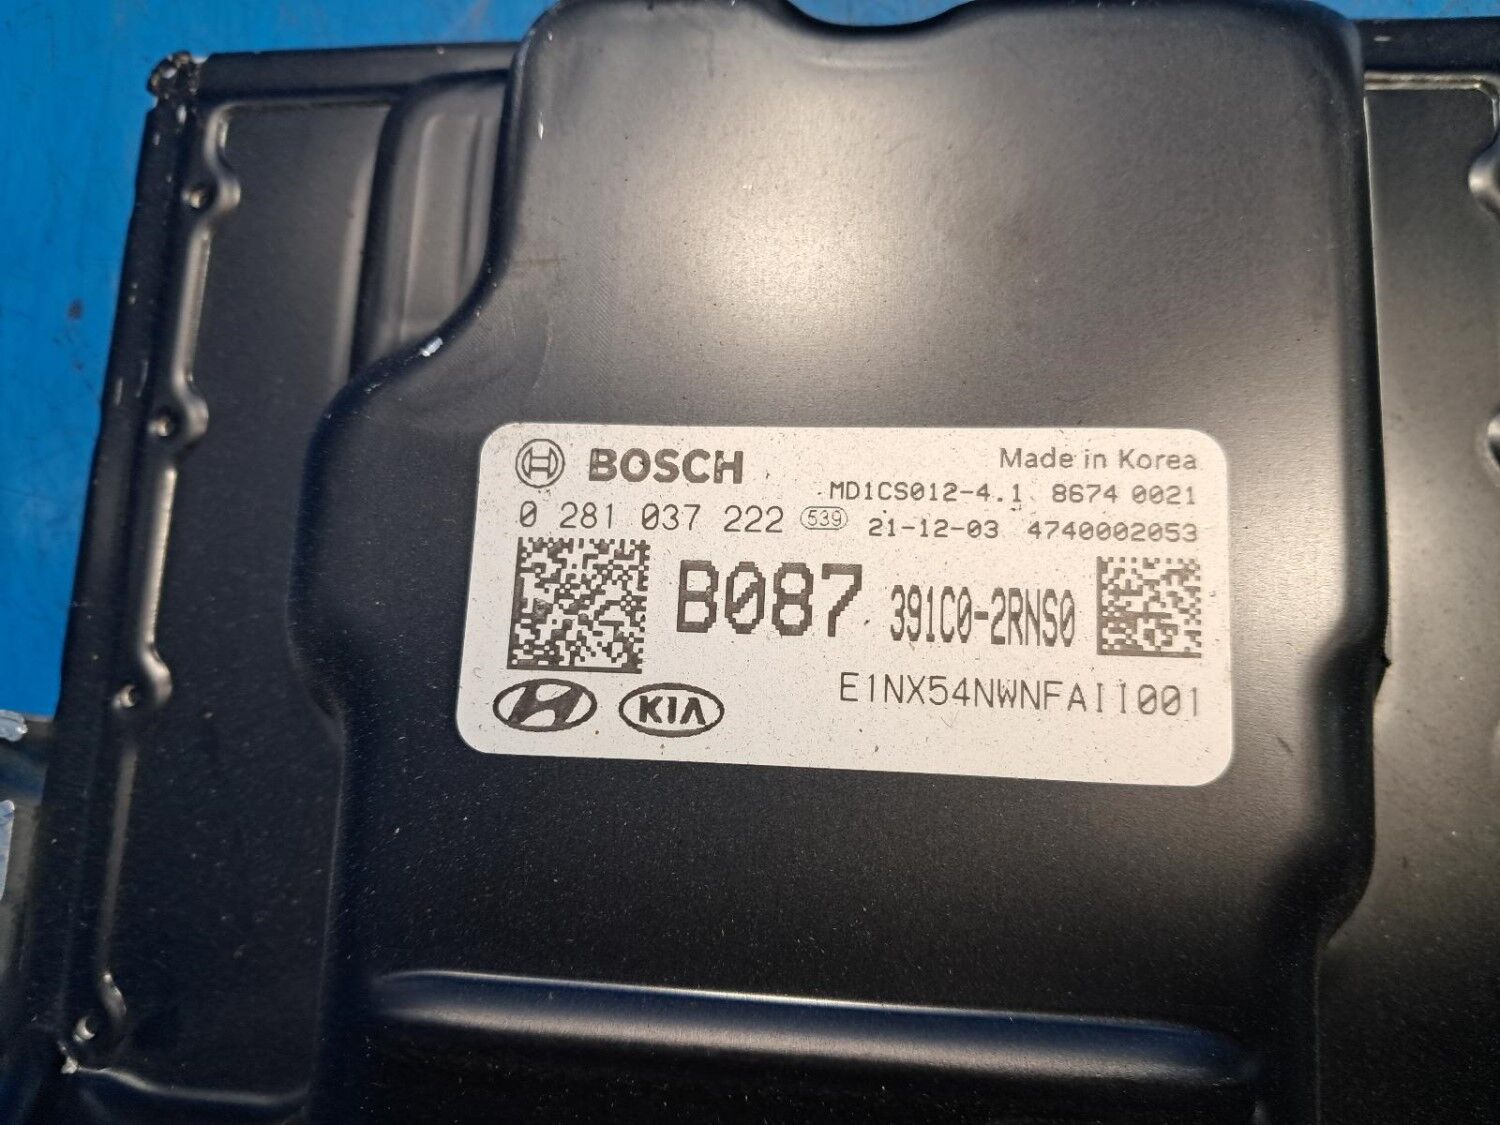 BOSCH Made in Korea
MD1CS012-4.1 8674 0021
0 281 037 222 539 21-12-03 4740002053
B087 391C0-2RNS0
KIA E1NX54NWNFAII001